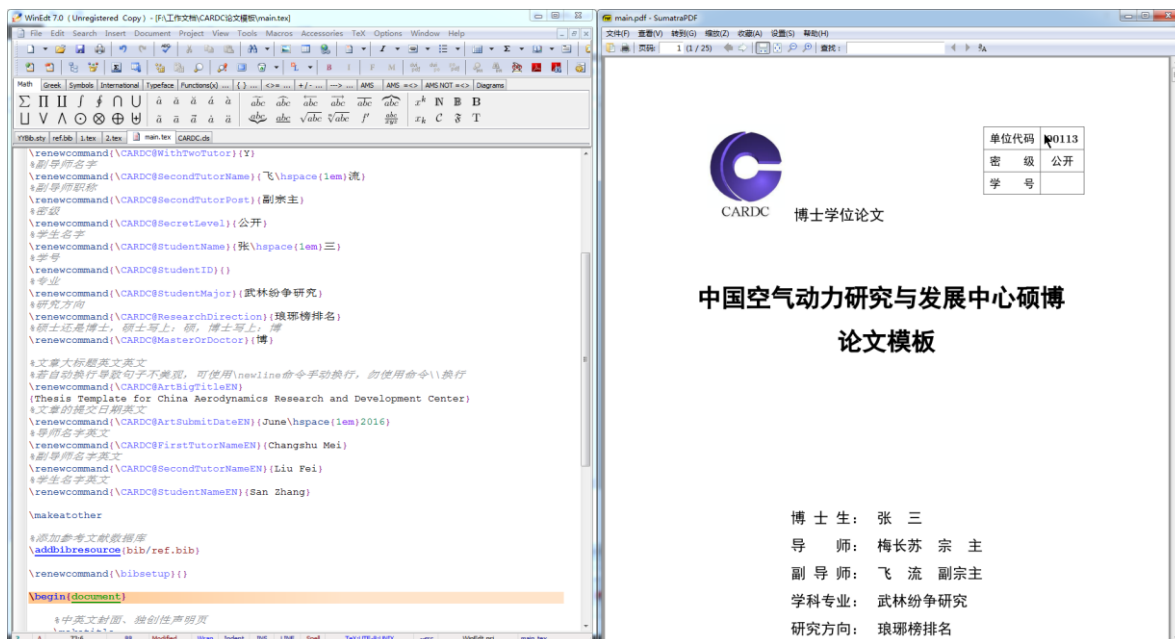 WinEdt 7.0 (Unregistered Copy) - [F:\工作文档\CARDC论文模板\main.tex]
File Edit Search Insert Document Project View Tools Macros Accessories TeX Options Window Help
Math Greek Symbols International Typeface Functions(x) ... { } ... <>= ... +/- ... —> ... AMS AMS =<> AMS NOT =<> Diagrams
YYBib.sty ref.bib 1.tex 2.tex main.tex CARDC.ds
\renewcommand{\CARDC@WithTwoTutor}{Y}
%副导师名字
\renewcommand{\CARDC@SecondTutorName}{飞\hspace{1em}流}
%副导师职称
\renewcommand{\CARDC@SecondTutorPost}{副宗主}
%密级
\renewcommand{\CARDC@SecretLevel}{公开}
%学生名字
\renewcommand{\CARDC@StudentName}{张\hspace{1em}三}
%学号
\renewcommand{\CARDC@StudentID}{}
%专业
\renewcommand{\CARDC@StudentMajor}{武林纷争研究}
%研究方向
\renewcommand{\CARDC@ResearchDirection}{琅琊榜排名}
%硕士还是博士，硕士写上：硕，博士写上：博
\renewcommand{\CARDC@MasterOrDoctor}{博}
%文章大标题英文英文
%若自动换行导致句子不美观，可使用\newline命令手动换行，勿使用命令\\换行
\renewcommand{\CARDC@ArtBigTitleEN}
{Thesis Template for China Aerodynamics Research and Development Center}
%文章的提交日期英文
\renewcommand{\CARDC@ArtSubmitDateEN}{June\hspace{1em}2016}
%导师名字英文
\renewcommand{\CARDC@FirstTutorNameEN}{Changshu Mei}
%副导师名字英文
\renewcommand{\CARDC@SecondTutorNameEN}{Liu Fei}
%学生名字英文
\renewcommand{\CARDC@StudentNameEN}{San Zhang}
\makeatother
%添加参考文献数据库
\addbibresource{bib/ref.bib}
\renewcommand{\bibsetup}{}
\begin{document}
%中英文封面、独创性声明页
Modified Wrap Indent INS LINE Spell TeX:UTF-8:UNIX --src WinEdt.prj main.tex
main.pdf - SumatraPDF
文件(F) 查看(V) 转到(G) 缩放(Z) 收藏(A) 设置(S) 帮助(H)
页码: 1 (1 / 25) 查找:
单位代码 90113
密 级 公开
学 号
CARDC 博士学位论文
中国空气动力研究与发展中心硕博
论文模板
博 士 生： 张 三
导 师： 梅长苏 宗 主
副 导 师： 飞 流 副宗主
学科专业： 武林纷争研究
研究方向： 琅琊榜排名